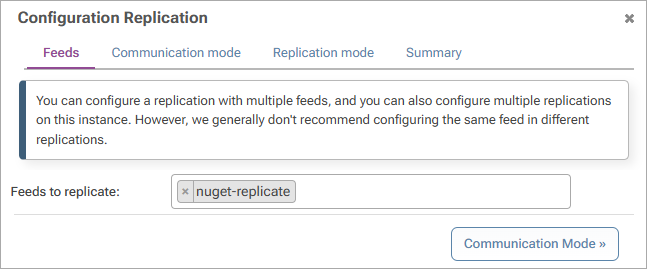 Configuration Replication ×
Feeds Communication mode Replication mode Summary
You can configure a replication with multiple feeds, and you can also configure multiple replications
on this instance. However, we generally don't recommend configuring the same feed in different
replications.
Feeds to replicate: × nuget-replicate
Communication Mode »